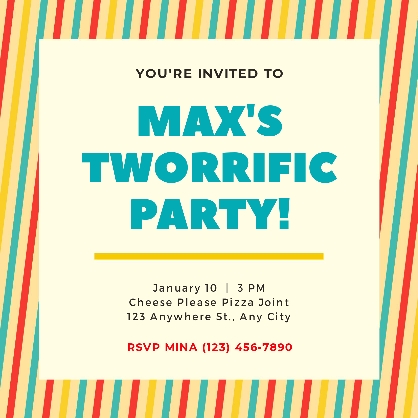 YOU'RE INVITED TO
MAX'S
TWORRIFIC
PARTY!
January 10 | 3 PM
Cheese Please Pizza Joint
123 Anywhere St., Any City
RSVP MINA (123) 456-7890